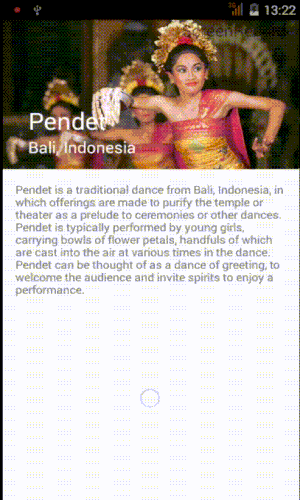 13:22
Pendet
Bali, Indonesia
Pendet is a traditional dance from Bali, Indonesia, in
which offerings are made to purify the temple or
theater as a prelude to ceremonies or other dances.
Pendet is typically performed by young girls,
carrying bowls of flower petals, handfuls of which
are cast into the air at various times in the dance.
Pendet can be thought of as a dance of greeting, to
welcome the audience and invite spirits to enjoy a
performance.